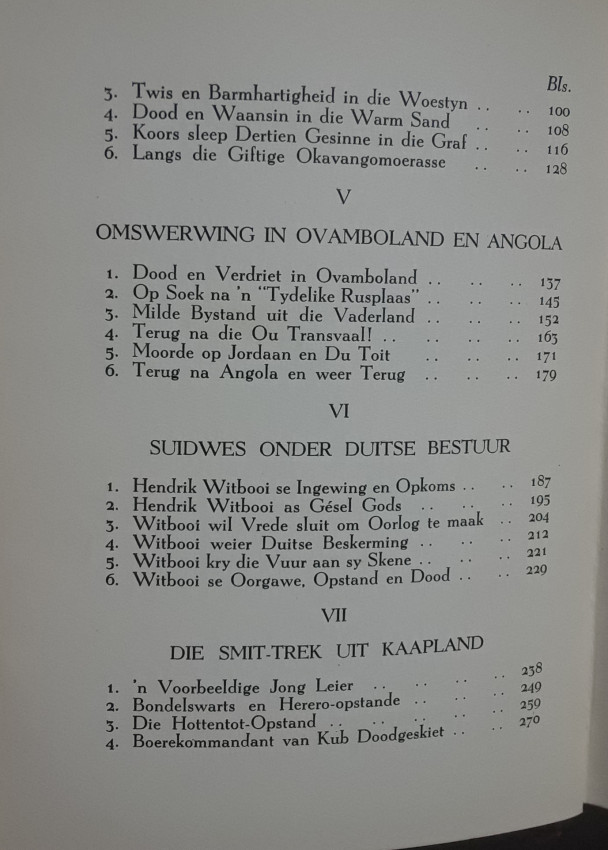 Bls.
3. Twis en Barmhartigheid in die Woestyn .. .. 100
4. Dood en Waansin in die Warm Sand .. .. 108
5. Koors sleep Dertien Gesinne in die Graf .. .. 116
6. Langs die Giftige Okavangomoerasse .. .. 128
V
OMSWERWING IN OVAMBOLAND EN ANGOLA
1. Dood en Verdriet in Ovamboland .. .. .. 137
2. Op Soek na 'n "Tydelike Rusplaas" .. .. .. 145
3. Milde Bystand uit die Vaderland .. .. .. 152
4. Terug na die Ou Transvaal! .. .. .. .. 163
5. Moorde op Jordaan en Du Toit .. .. .. 171
6. Terug na Angola en weer Terug .. .. .. 179
VI
SUIDWES ONDER DUITSE BESTUUR
1. Hendrik Witbooi se Ingewing en Opkoms .. .. 187
2. Hendrik Witbooi as Gésel Gods .. .. .. 195
3. Witbooi wil Vrede sluit om Oorlog te maak .. 204
4. Witbooi weier Duitse Beskerming .. .. .. 212
5. Witbooi kry die Vuur aan sy Skene .. .. .. 221
6. Witbooi se Oorgawe, Opstand en Dood .. .. 229
VII
DIE SMIT-TREK UIT KAAPLAND
1. 'n Voorbeeldige Jong Leier .. .. .. .. 238
2. Bondelswarts en Herero-opstande .. .. .. 249
3. Die Hottentot-Opstand .. .. .. .. 259
4. Boerekommandant van Kub Doodgeskiet .. .. 270